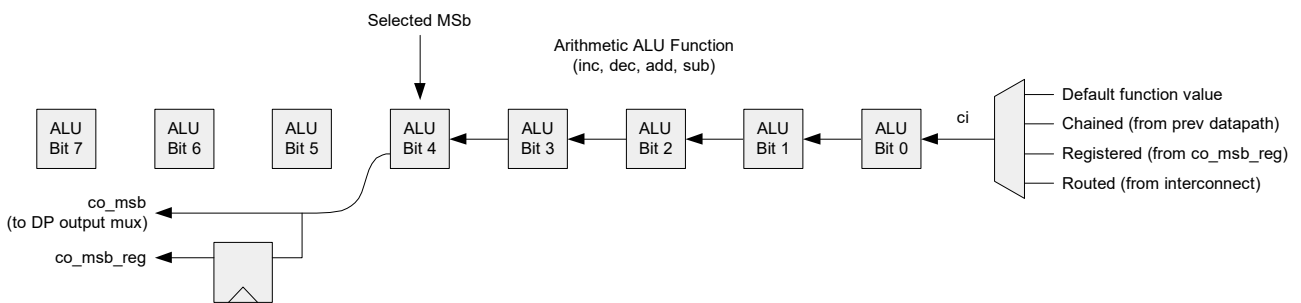 Selected MSb
Arithmetic ALU Function
(inc, dec, add, sub)
ALU
Bit 7
ALU
Bit 6
ALU
Bit 5
ALU
Bit 4
ALU
Bit 3
ALU
Bit 2
ALU
Bit 1
ALU
Bit 0
ci
Default function value
Chained (from prev datapath)
Registered (from co_msb_reg)
Routed (from interconnect)
co_msb
(to DP output mux)
co_msb_reg